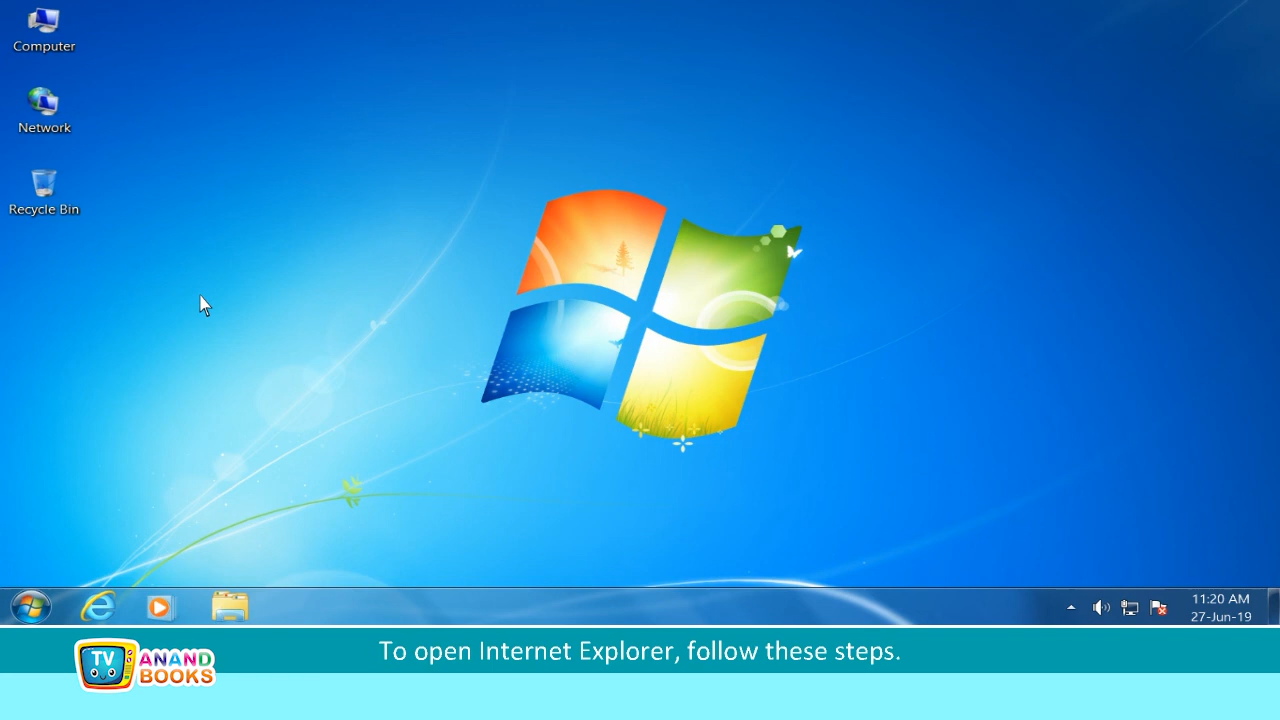 Computer
Network
Recycle Bin
11:20 AM
27-Jun-19
To open Internet Explorer, follow these steps.
TV ANAND
BOOKS